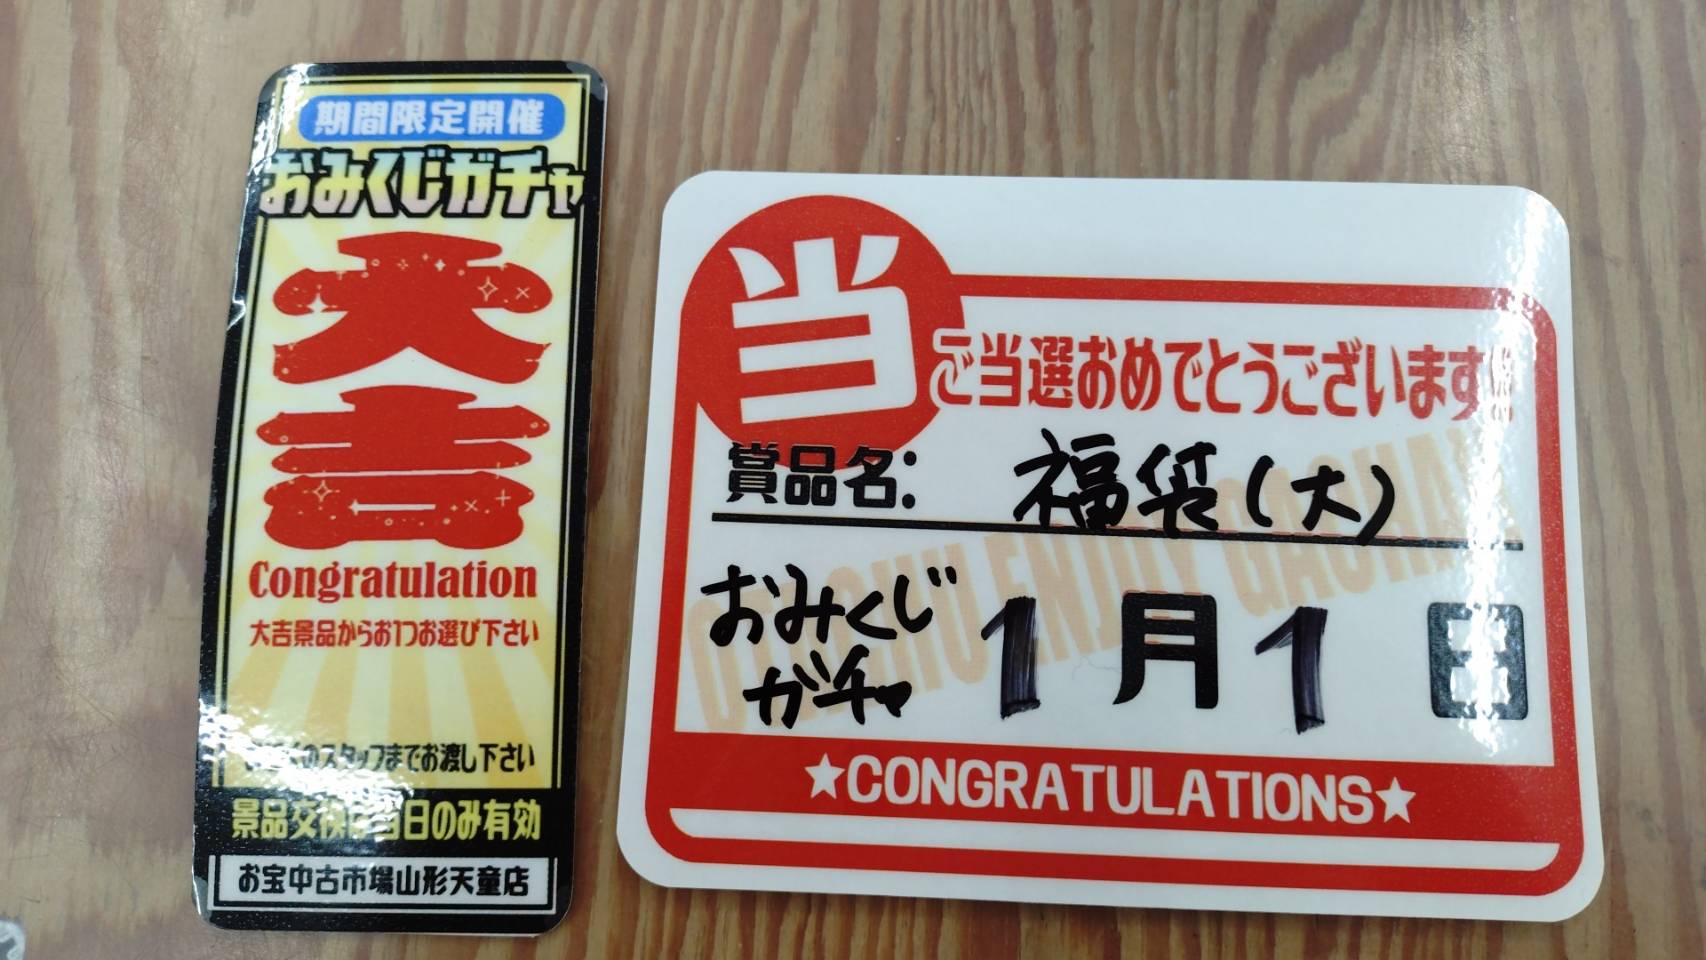 期間限定開催
おみくじガチャ
大吉
Congratulation
大吉景品からお1つお選び下さい
お近くのスタッフまでお渡し下さい
景品交換は当日のみ有効
お宝中古市場山形天童店
当
ご当選おめでとうございます!!
賞品名:福袋(大)
おみくじガチャ
1月1日
ENJOY GACHA
★CONGRATULATIONS★